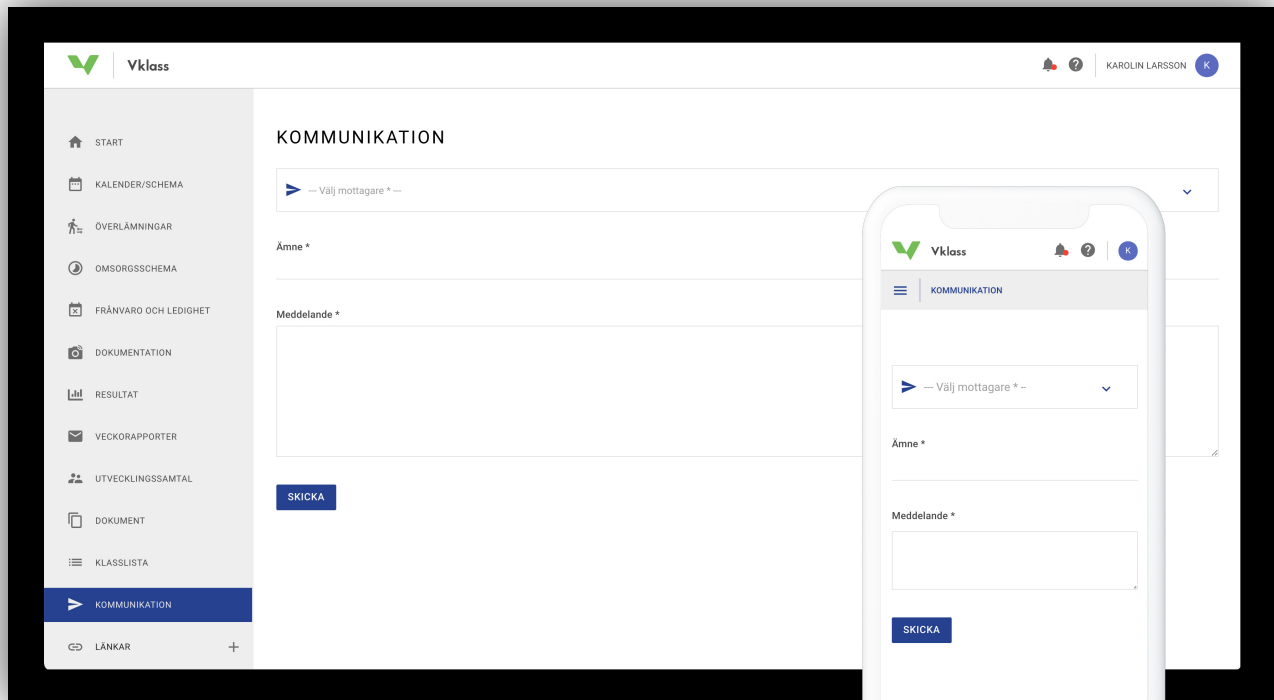 Vklass
KAROLIN LARSSON K
START
KALENDER/SCHEMA
ÖVERLÄMNINGAR
OMSORGSSCHEMA
FRÅNVARO OCH LEDIGHET
DOKUMENTATION
RESULTAT
VECKORAPPORTER
UTVECKLINGSSAMTAL
DOKUMENT
KLASSLISTA
KOMMUNIKATION
LÄNKAR +
KOMMUNIKATION
--- Välj mottagare * ---
Ämne *
Meddelande *
SKICKA
Vklass K
KOMMUNIKATION
--- Välj mottagare * --
Ämne *
Meddelande *
SKICKA